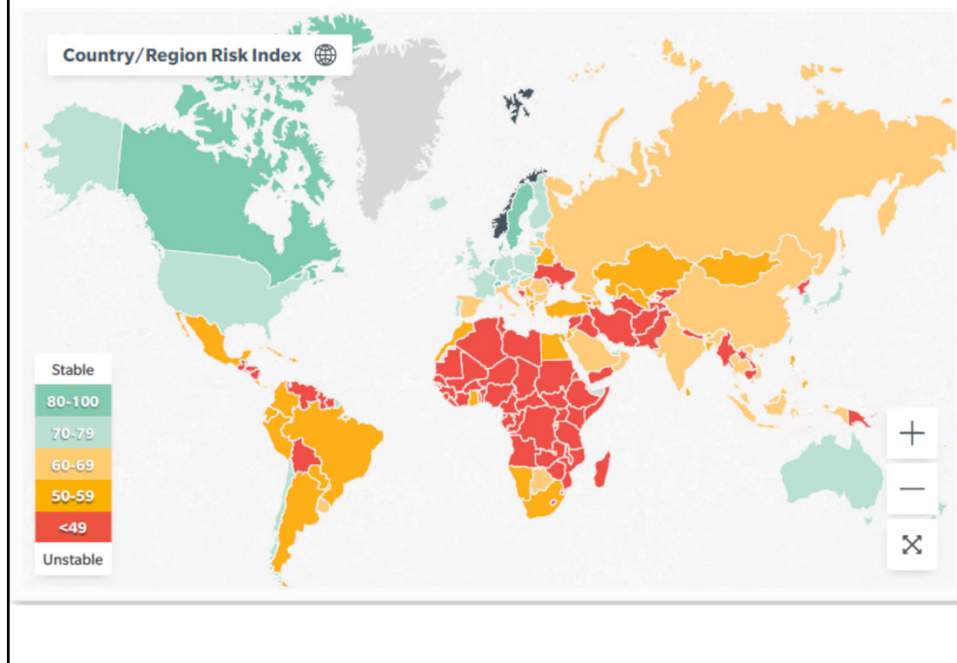 Country/Region Risk Index
Stable
80-100
70-79
60-69
50-59
<49
Unstable